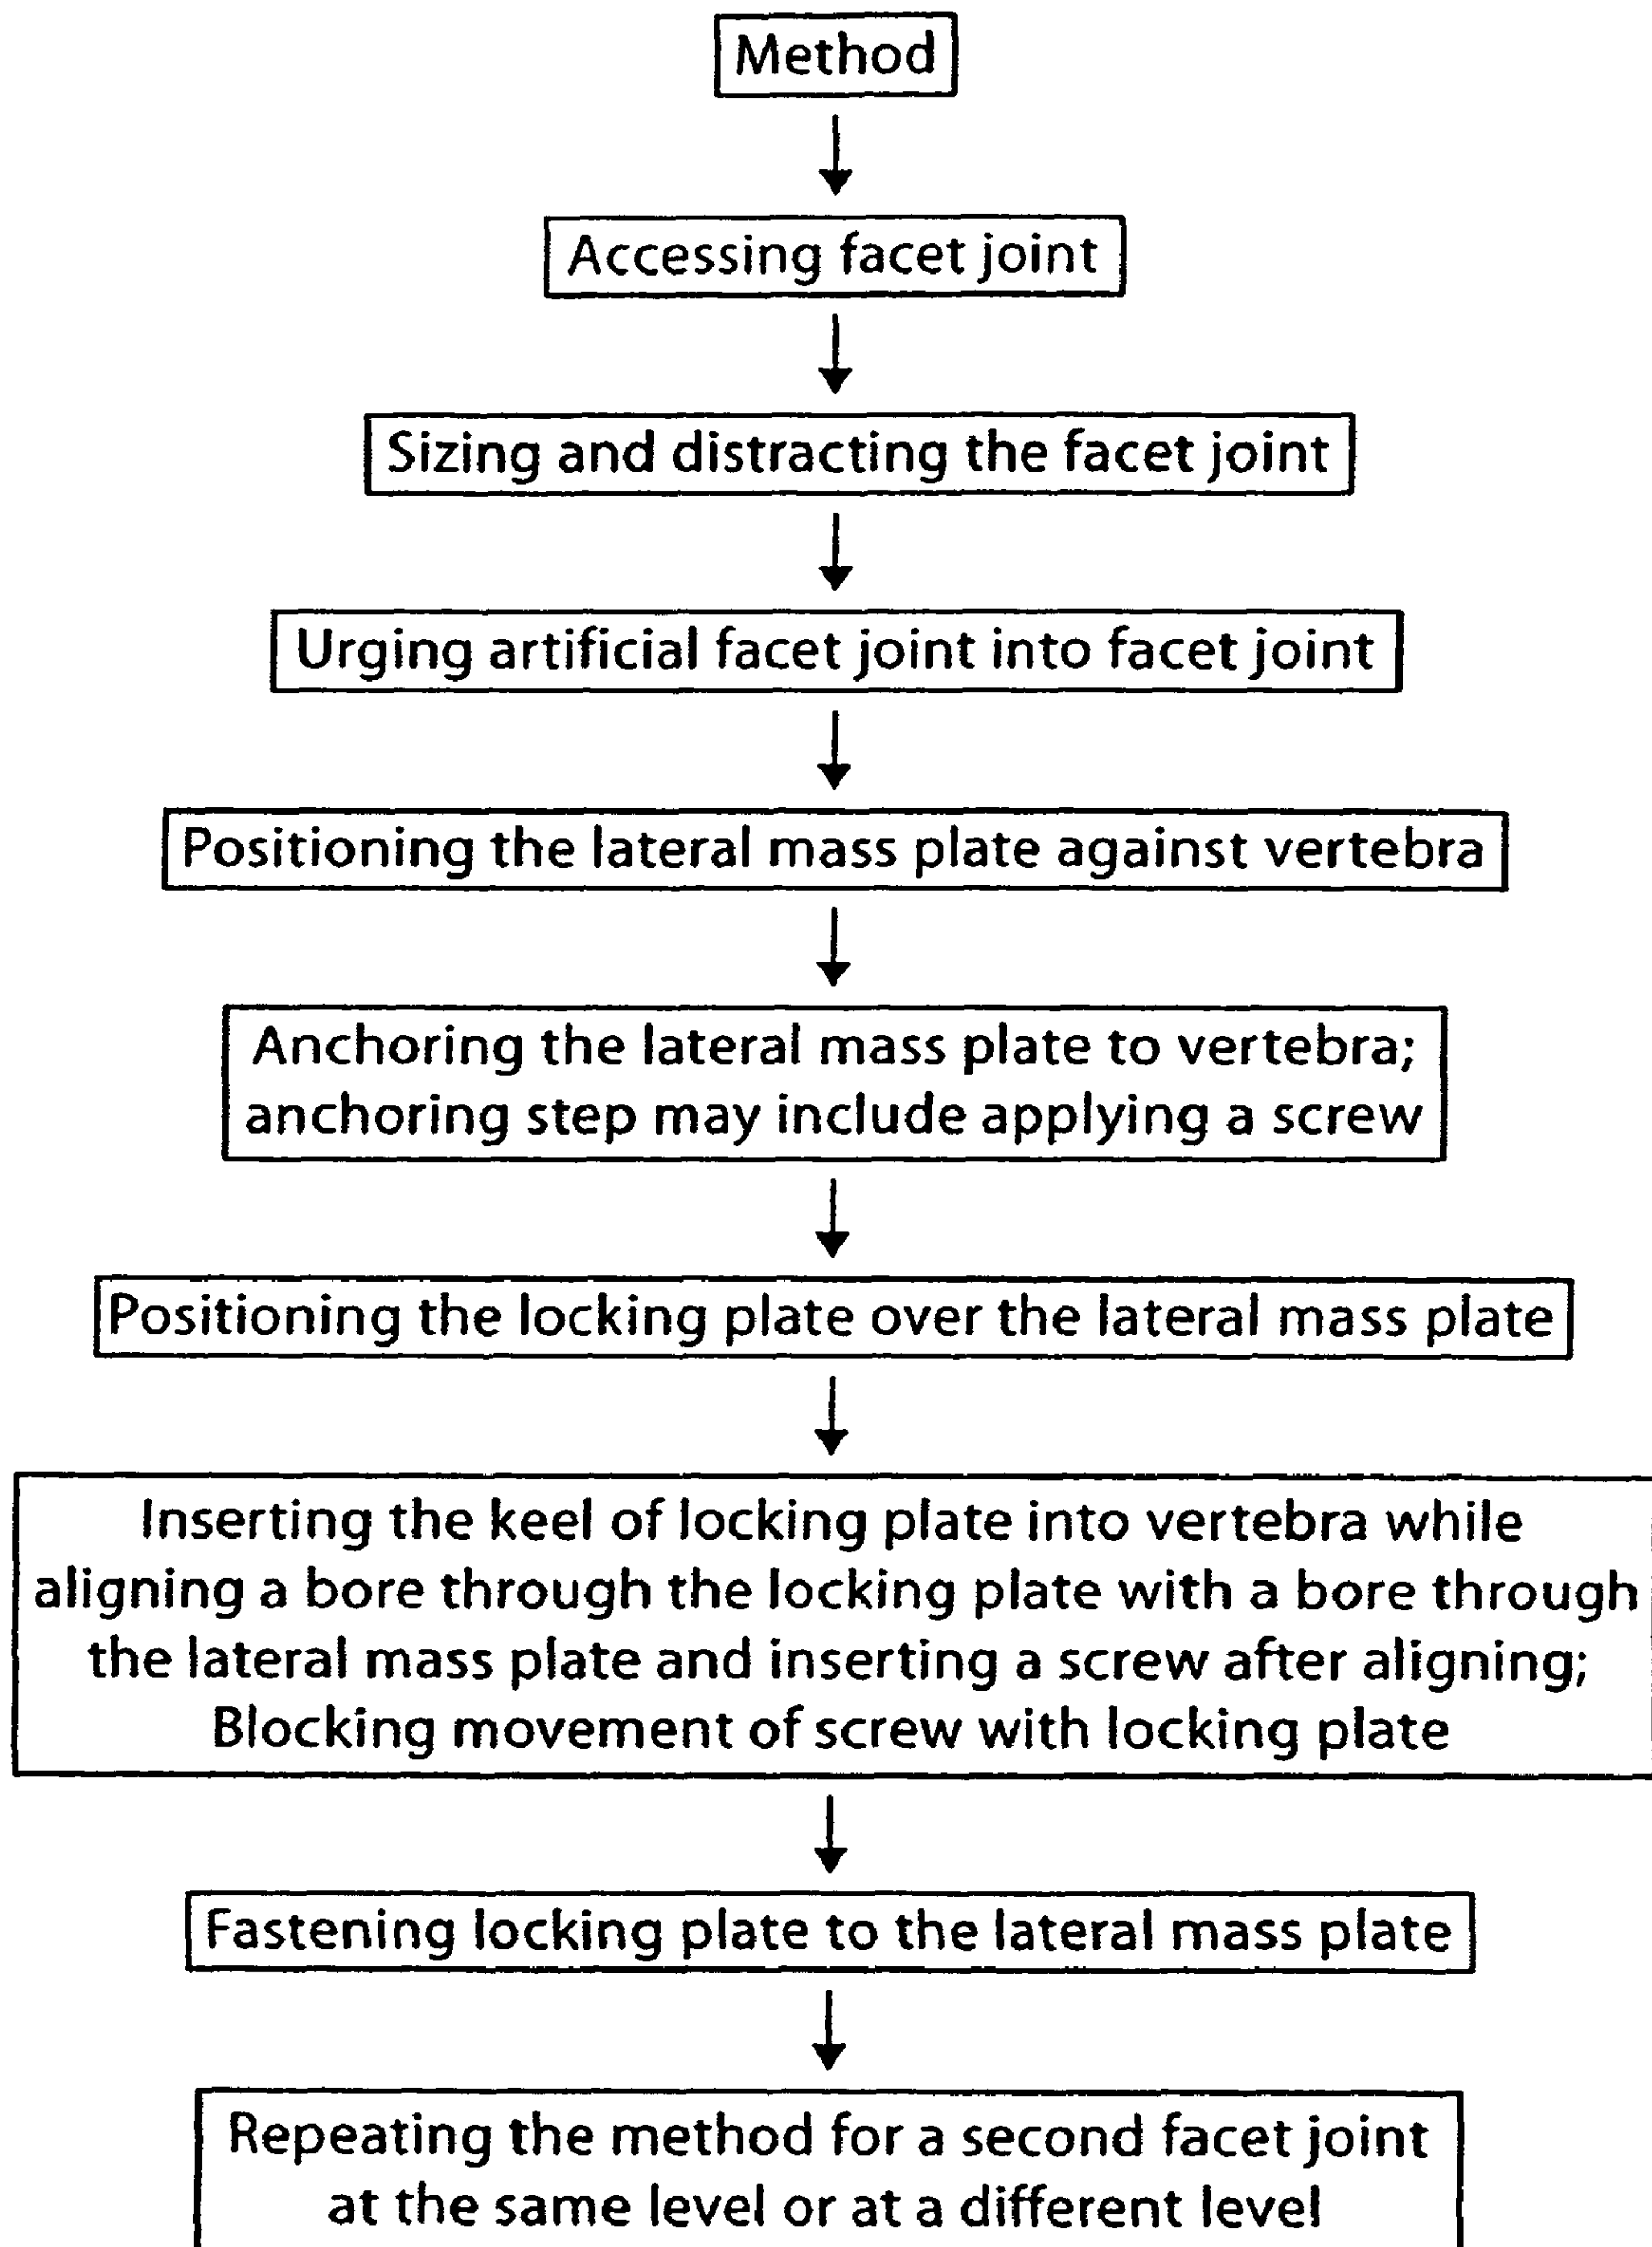 Method
Accessing facet joint
Sizing and distracting the facet joint
Urging artificial facet joint into facet joint
Positioning the lateral mass plate against vertebra
Anchoring the lateral mass plate to vertebra;
anchoring step may include applying a screw
Positioning the locking plate over the lateral mass plate
Inserting the keel of locking plate into vertebra while
aligning a bore through the locking plate with a bore through
the lateral mass plate and inserting a screw after aligning;
Blocking movement of screw with locking plate
Fastening locking plate to the lateral mass plate
Repeating the method for a second facet joint
at the same level or at a different level